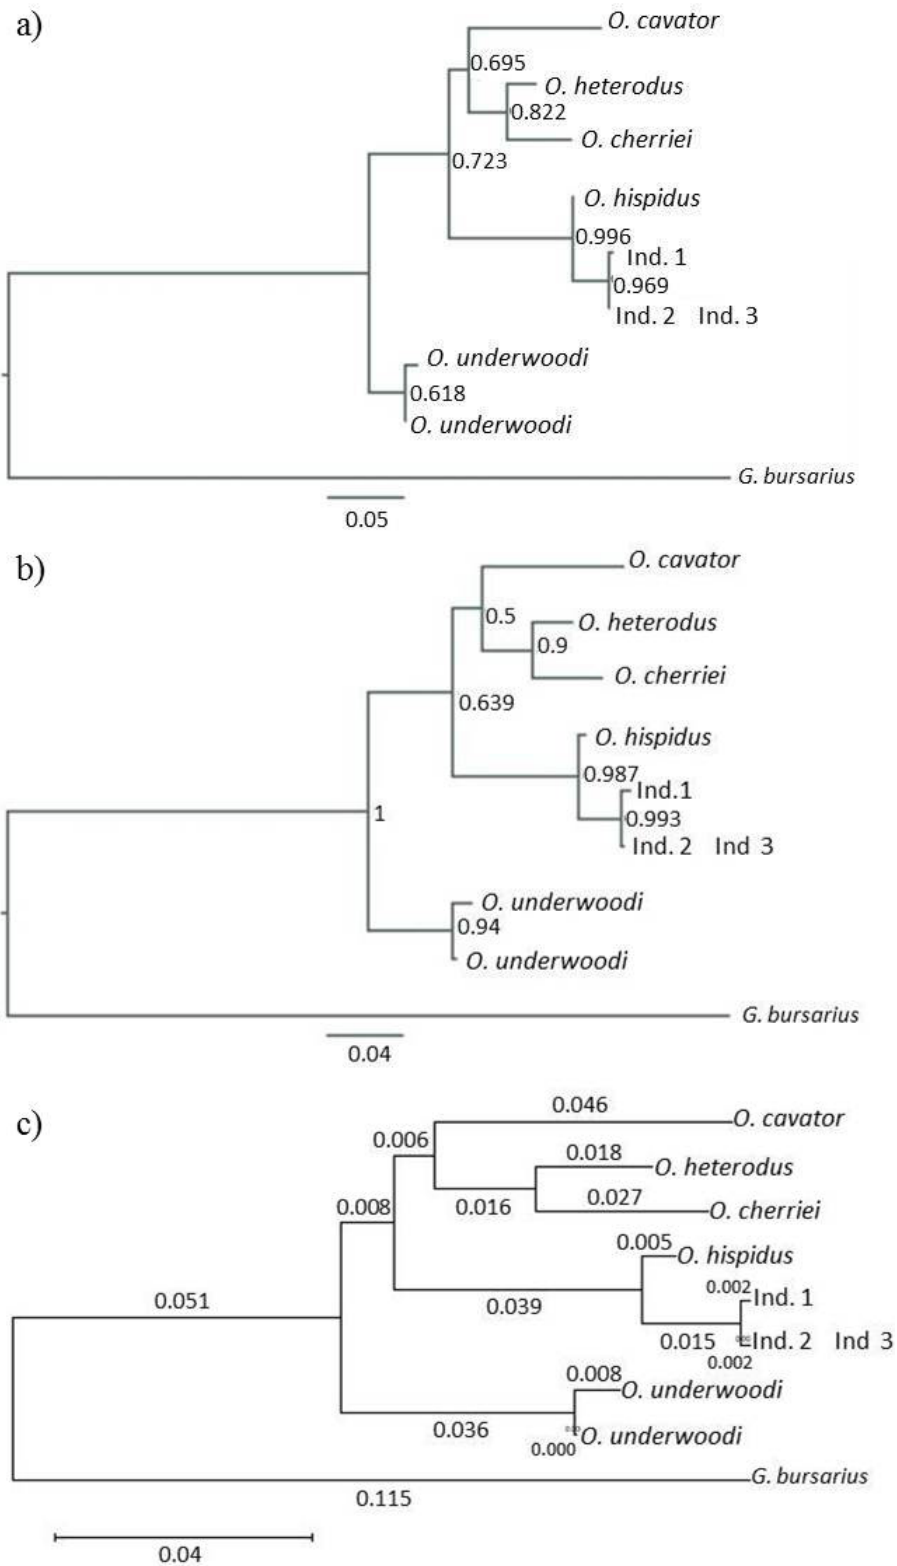 a)
O. cavator
0.695
O. heterodus
0.822
O. cherriei
0.723
O. hispidus
0.996
Ind. 1
0.969
Ind. 2 Ind. 3
O. underwoodi
0.618
O. underwoodi
G. bursarius
0.05
b)
O. cavator
0.5
O. heterodus
0.9
O. cherriei
0.639
O. hispidus
0.987
Ind.1
1
0.993
Ind. 2 Ind 3
O. underwoodi
0.94
O. underwoodi
G. bursarius
0.04
c)
0.046
O. cavator
0.006
0.018
O. heterodus
0.027
0.016
O. cherriei
0.008
0.005
O. hispidus
0.002
Ind. 1
0.051
0.039
0.015
Ind. 2 Ind 3
0.002
0.008
O. underwoodi
0.036
O. underwoodi
0.000
G. bursarius
0.115
0.04